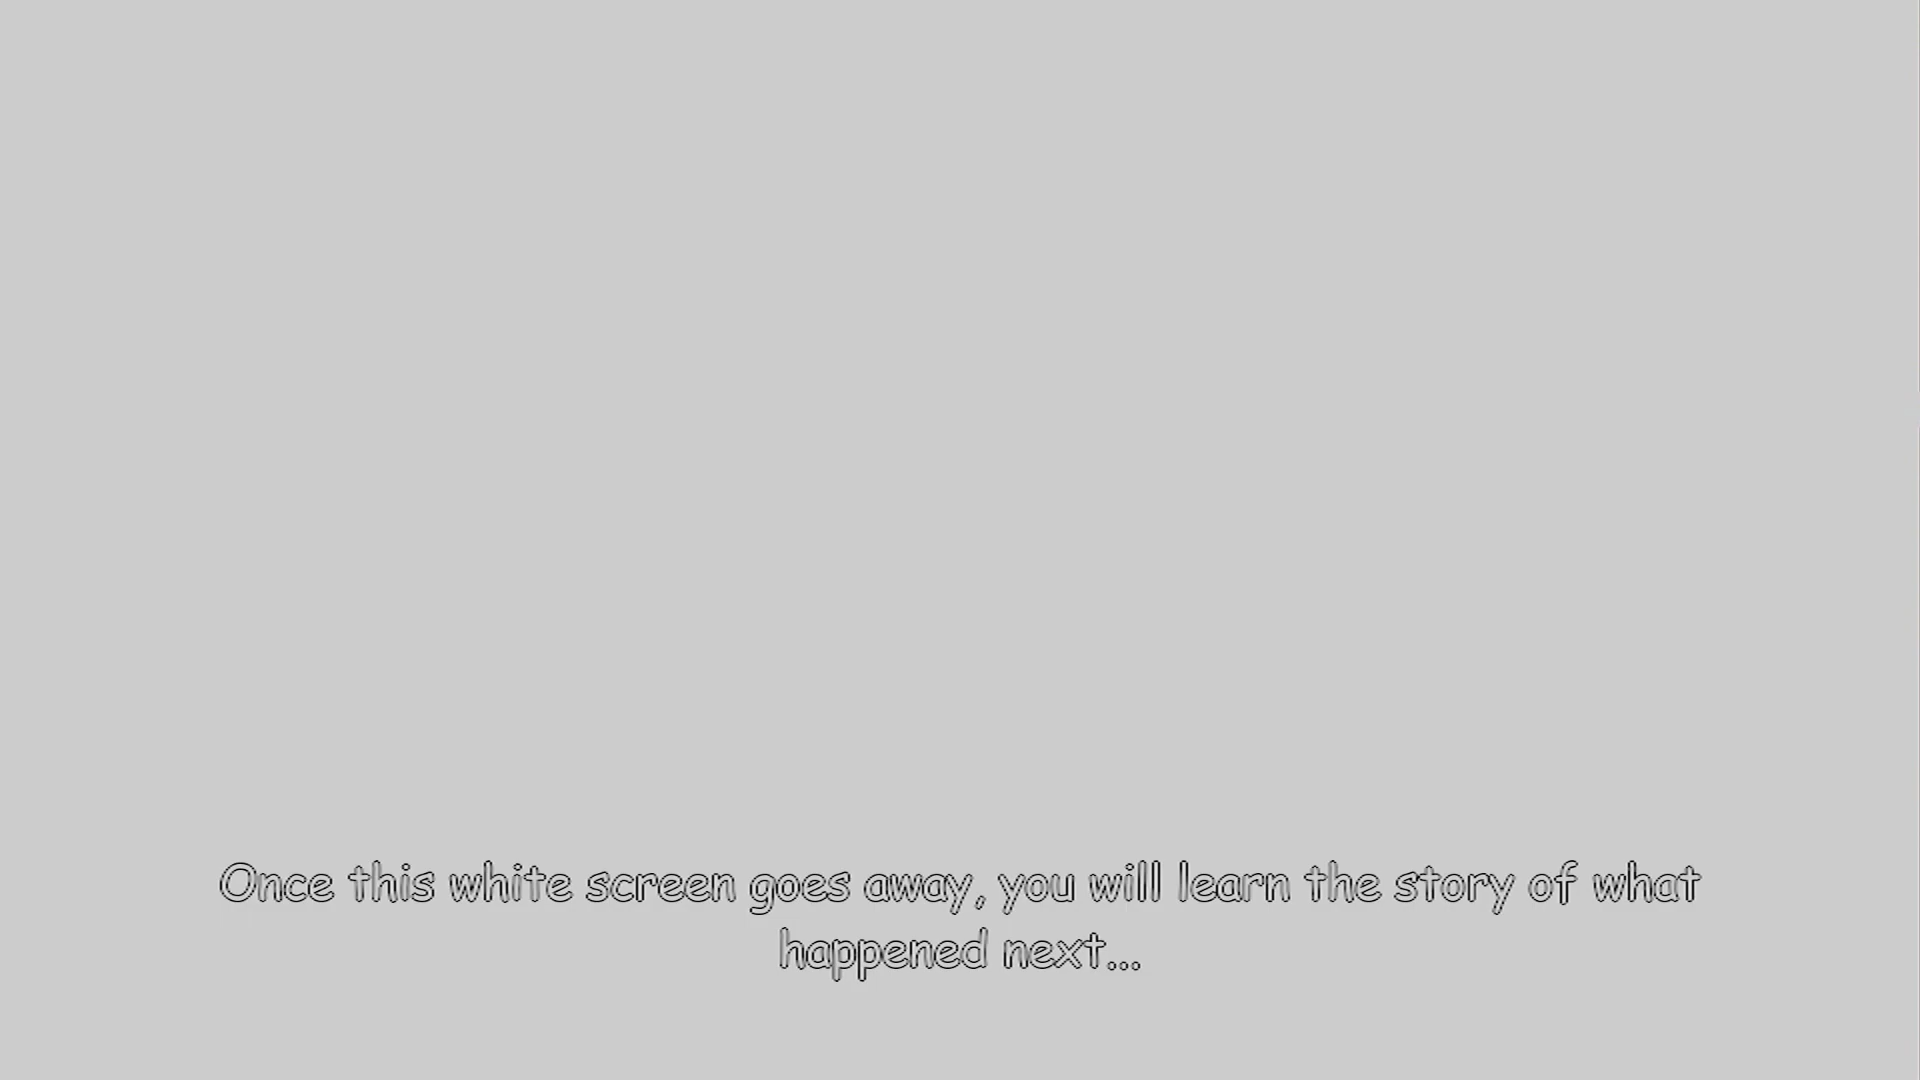 Once this white screen goes away, you will learn the story of what
happened next...